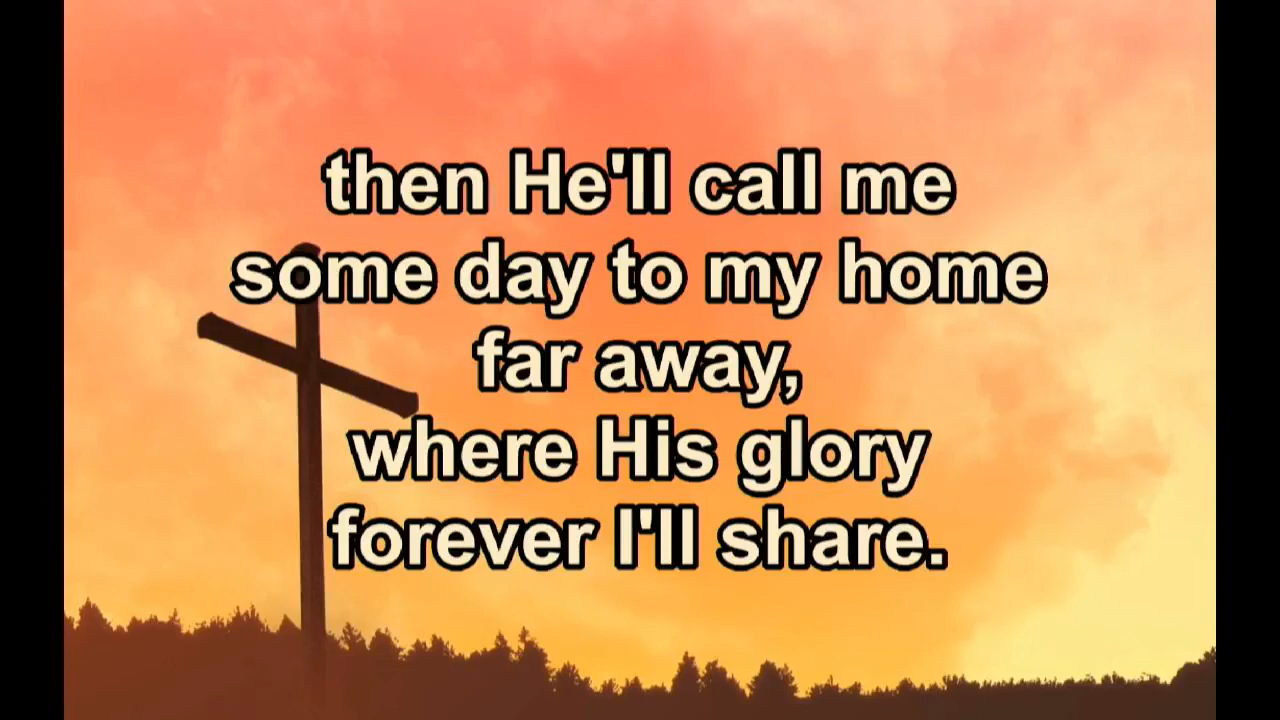 then He'll call me
some day to my home
far away,
where His glory
forever I'll share.